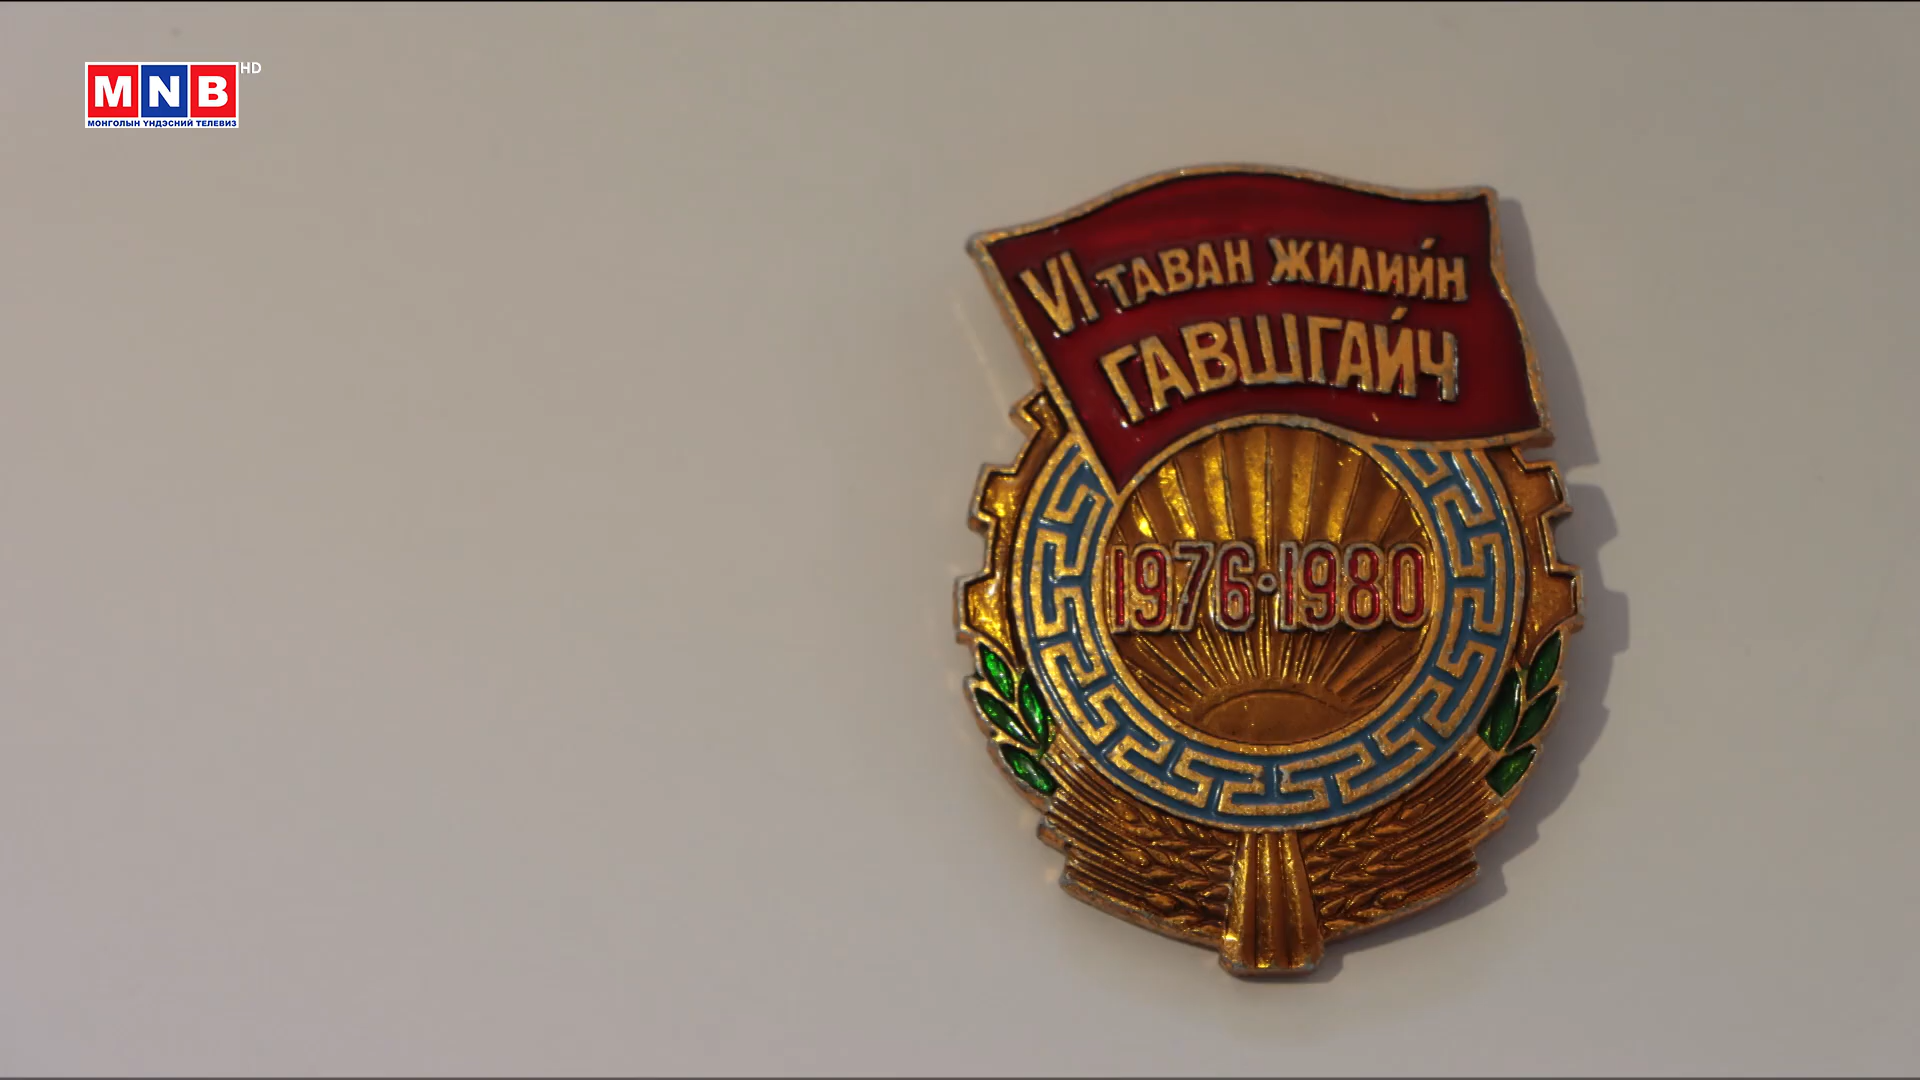 MNB HD
МОНГОЛЫН ҮНДЭСНИЙ ТЕЛЕВИЗ
VI ТАВАН ЖИЛИЙН
ГАВШГАЙЧ
1976·1980